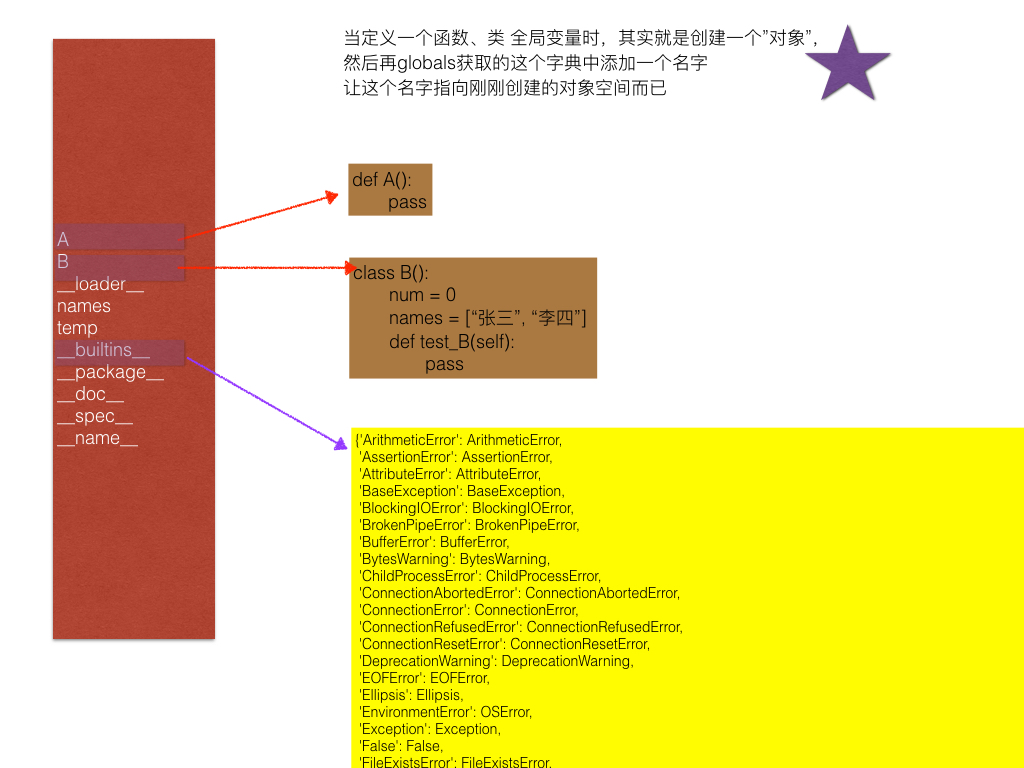 当定义一个函数、类 全局变量时，其实就是创建一个”对象”，
然后再globals获取的这个字典中添加一个名字
让这个名字指向刚刚创建的对象空间而已
def A():
pass
A
B
__loader__
names
temp
__builtins__
__package__
__doc__
__spec__
__name__
class B():
num = 0
names = [“张三”, “李四”]
def test_B(self):
pass
{'ArithmeticError': ArithmeticError,
'AssertionError': AssertionError,
'AttributeError': AttributeError,
'BaseException': BaseException,
'BlockingIOError': BlockingIOError,
'BrokenPipeError': BrokenPipeError,
'BufferError': BufferError,
'BytesWarning': BytesWarning,
'ChildProcessError': ChildProcessError,
'ConnectionAbortedError': ConnectionAbortedError,
'ConnectionError': ConnectionError,
'ConnectionRefusedError': ConnectionRefusedError,
'ConnectionResetError': ConnectionResetError,
'DeprecationWarning': DeprecationWarning,
'EOFError': EOFError,
'Ellipsis': Ellipsis,
'EnvironmentError': OSError,
'Exception': Exception,
'False': False,
'FileExistsError': FileExistsError,